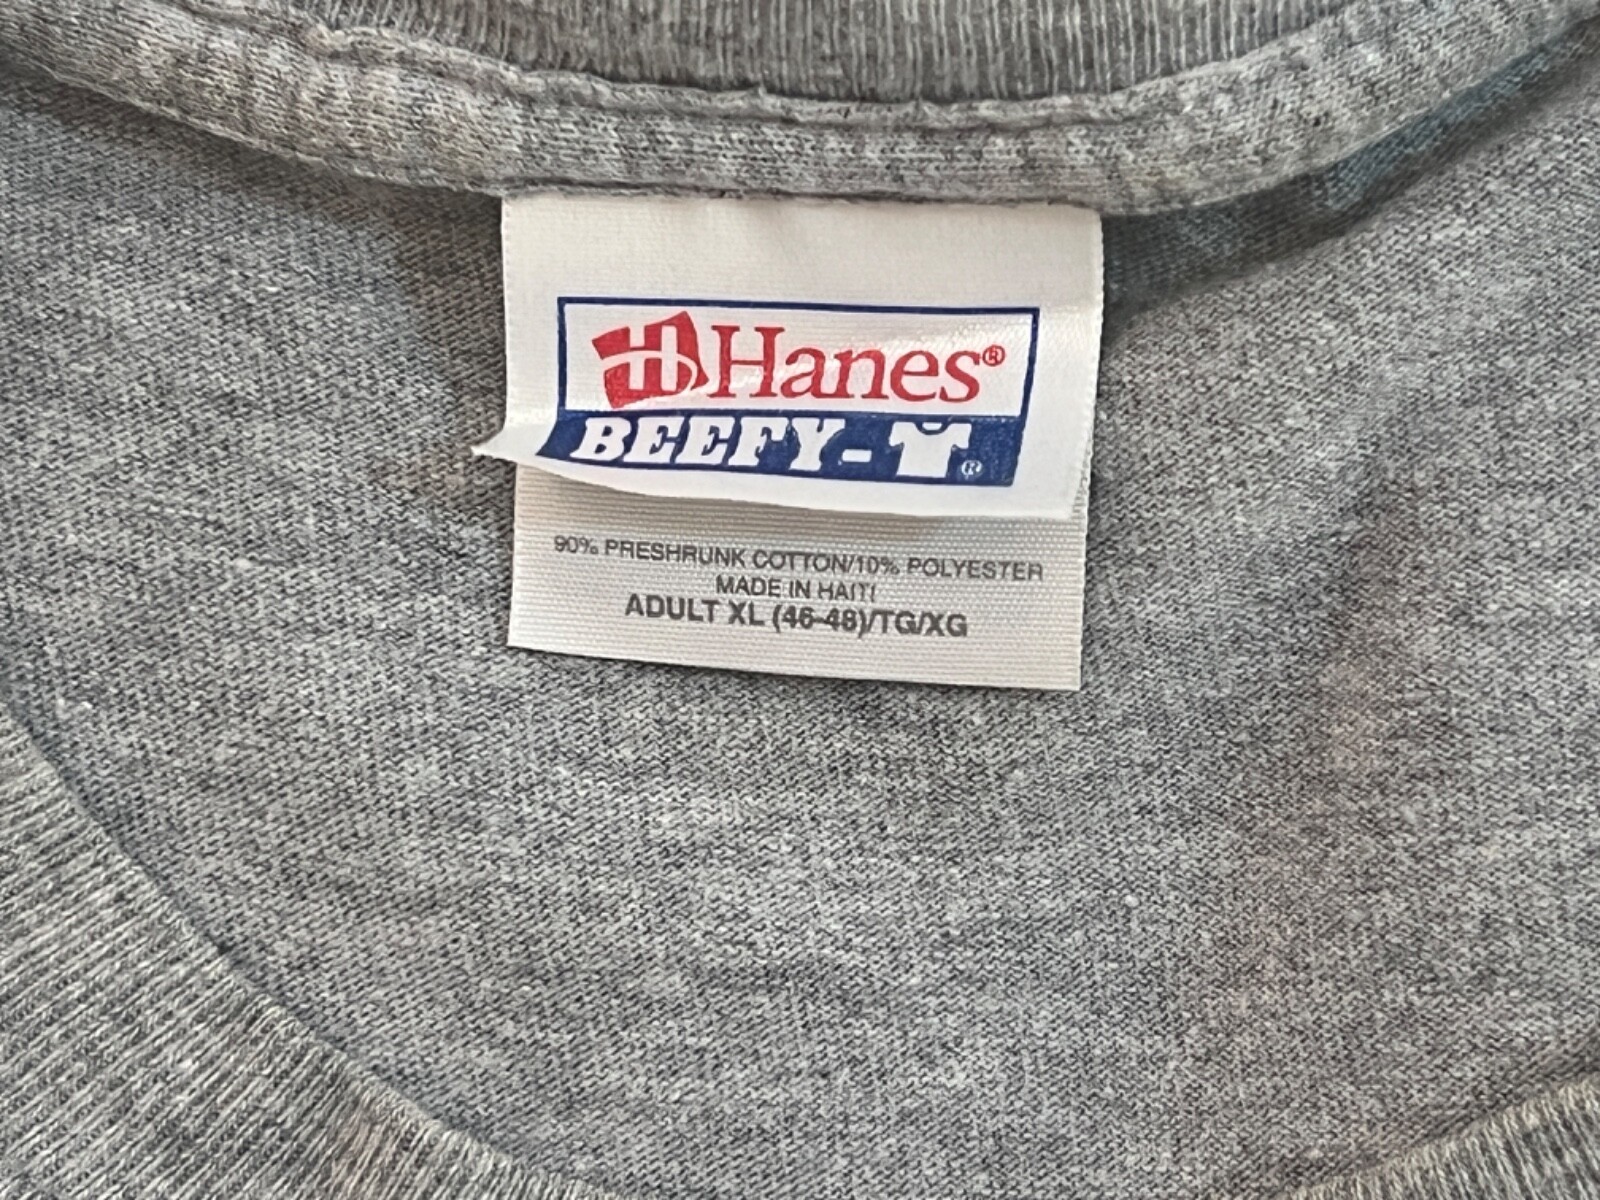 Hanes®
BEEFY-T®
90% PRESHRUNK COTTON/10% POLYESTER
MADE IN HAITI
ADULT XL (46-48)/TG/XG